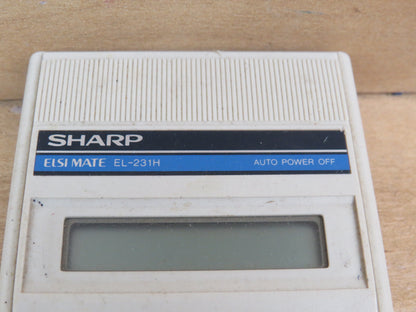 SHARP
ELSI MATE EL-231H AUTO POWER OFF